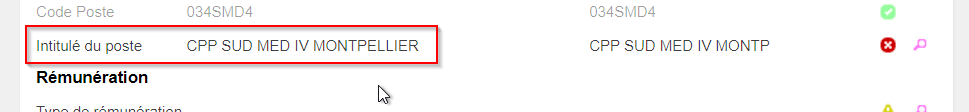 Code Poste 034SMD4 034SMD4
Intitulé du poste CPP SUD MED IV MONTPELLIER CPP SUD MED IV MONTP
Rémunération
Type de rémunération